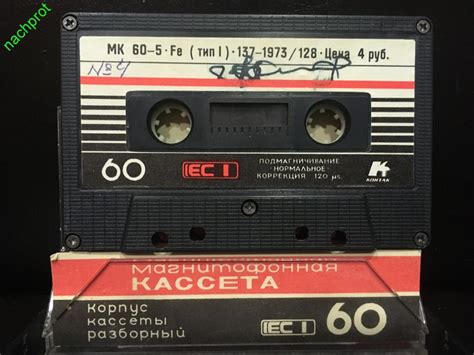 nachprot
МК 60-5 · Fe ( тип I ) · 137-1973/128 · Цена 4 руб.
№4
60
IEC I
ПОДМАГНИЧИВАНИЕ
НОРМАЛЬНОЕ
КОРРЕКЦИЯ 120 µs.
КОНТАК
магнитофонная
КАССЕТА
корпус
кассеты
разборный
IEC I
60